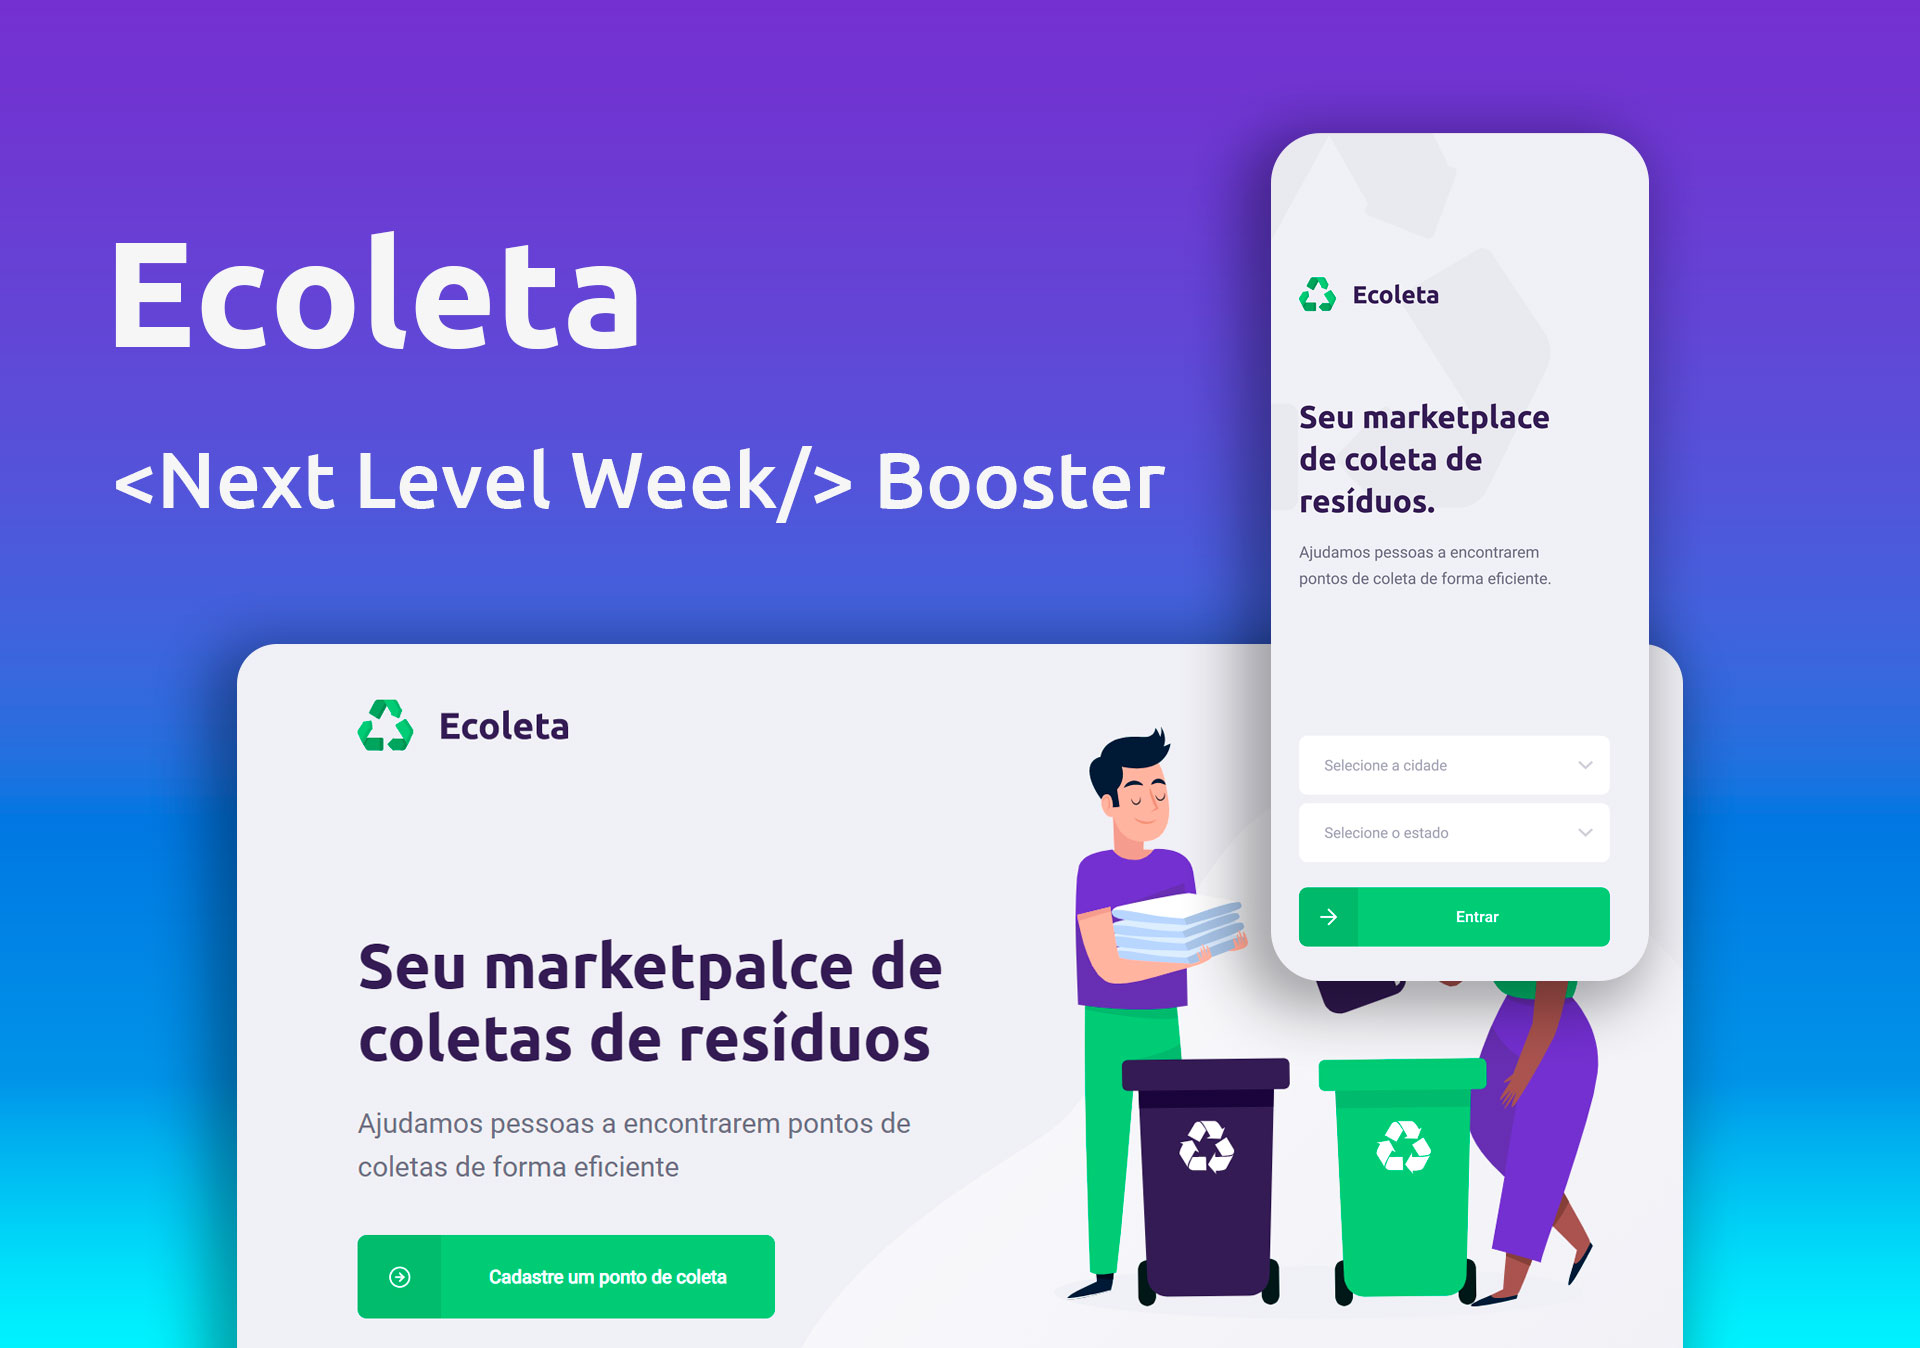 Ecoleta
<Next Level Week/> Booster
Ecoleta
Seu marketplace
de coleta de
resíduos.
Ajudamos pessoas a encontrarem
pontos de coleta de forma eficiente.
Selecione a cidade
Selecione o estado
Entrar
Ecoleta
Seu marketpalce de
coletas de resíduos
Ajudamos pessoas a encontrarem pontos de
coletas de forma eficiente
Cadastre um ponto de coleta